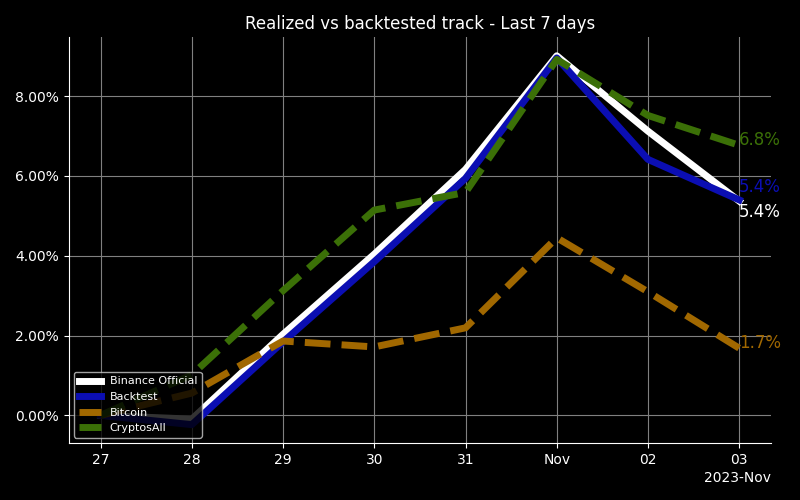 Realized vs backtested track - Last 7 days
8.00%
6.00%
4.00%
2.00%
0.00%
6.8%
5.4%
5.4%
1.7%
Binance Official
Backtest
Bitcoin
CryptosAll
27 28 29 30 31 Nov 02 03
2023-Nov